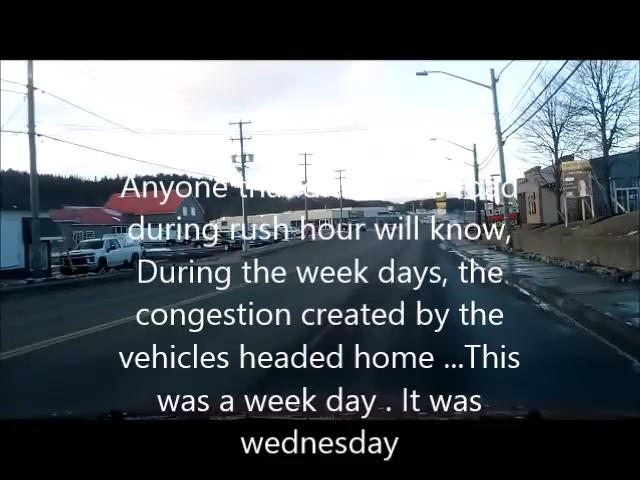 Anyone
during rush hour will know,
During the week days, the
congestion created by the
vehicles headed home ...This
was a week day . It was
wednesday